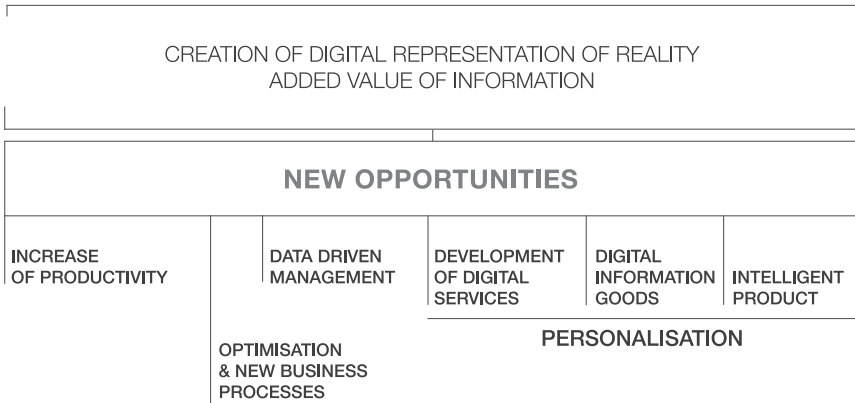 CREATION OF DIGITAL REPRESENTATION OF REALITY
ADDED VALUE OF INFORMATION
NEW OPPORTUNITIES
INCREASE
OF PRODUCTIVITY
OPTIMISATION
& NEW BUSINESS
PROCESSES
DATA DRIVEN
MANAGEMENT
DEVELOPMENT
OF DIGITAL
SERVICES
DIGITAL
INFORMATION
GOODS
INTELLIGENT
PRODUCT
PERSONALISATION